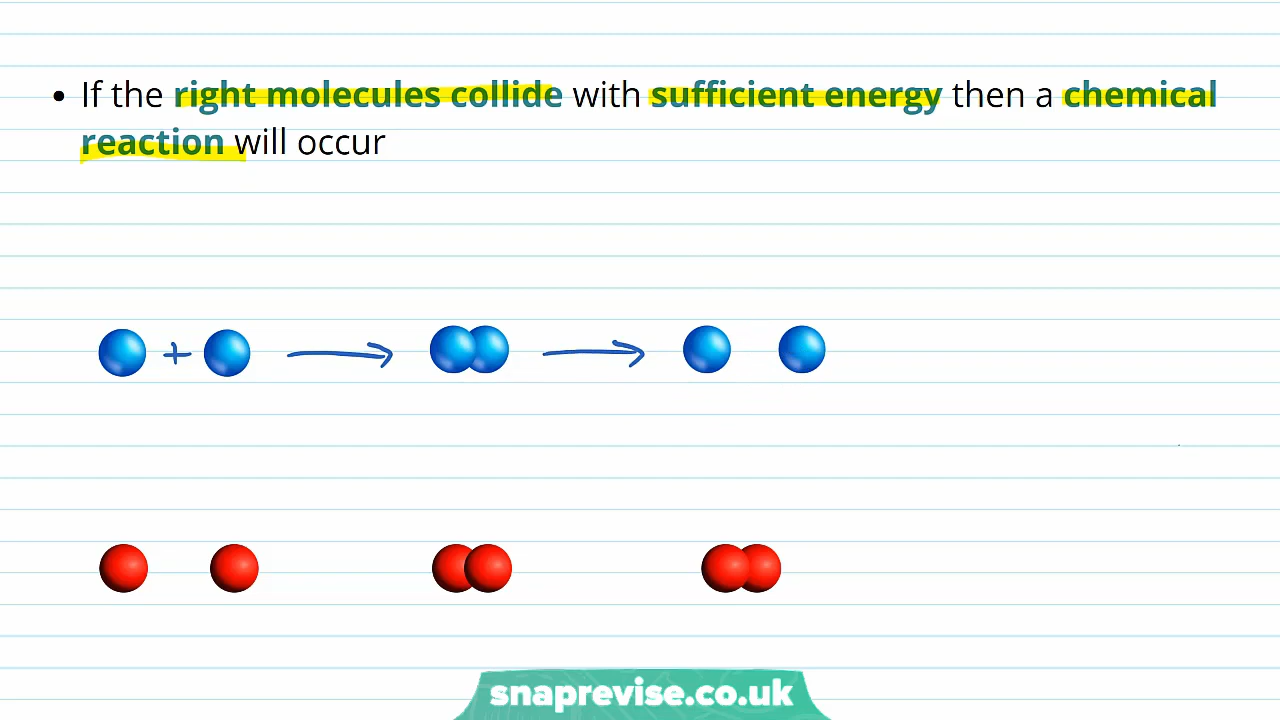 • If the right molecules collide with sufficient energy then a chemical
reaction will occur
+
snaprevise.co.uk